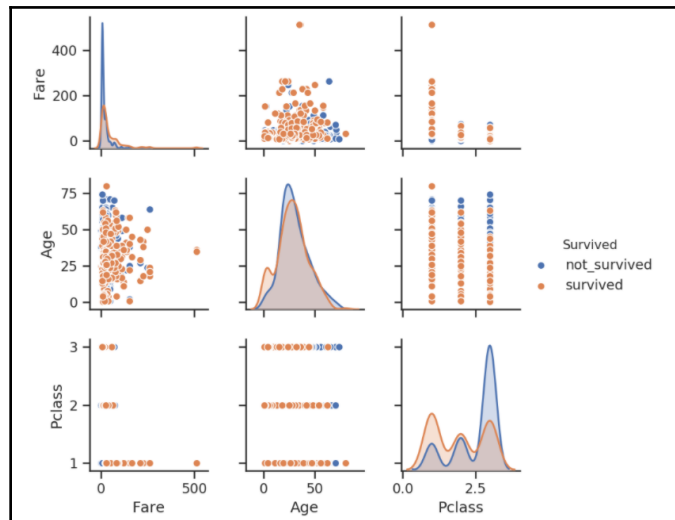 Fare
400
200
0
Age
75
50
25
0
Survived
not_survived
survived
Pclass
3
2
1
0
500
Fare
0
50
Age
0.0
2.5
Pclass